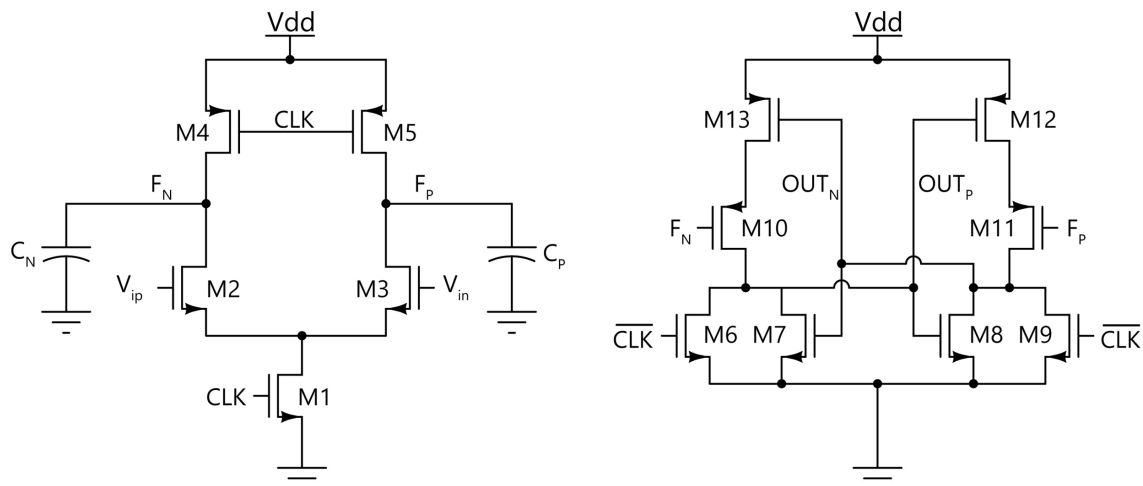 Vdd
M4
CLK
M5
F_N
F_P
C_N
C_P
V_ip
M2
M3
V_in
CLK
M1
Vdd
M13
M12
OUT_N
OUT_P
F_N
M10
M11
F_P
CLK
M6
M7
M8
M9
CLK